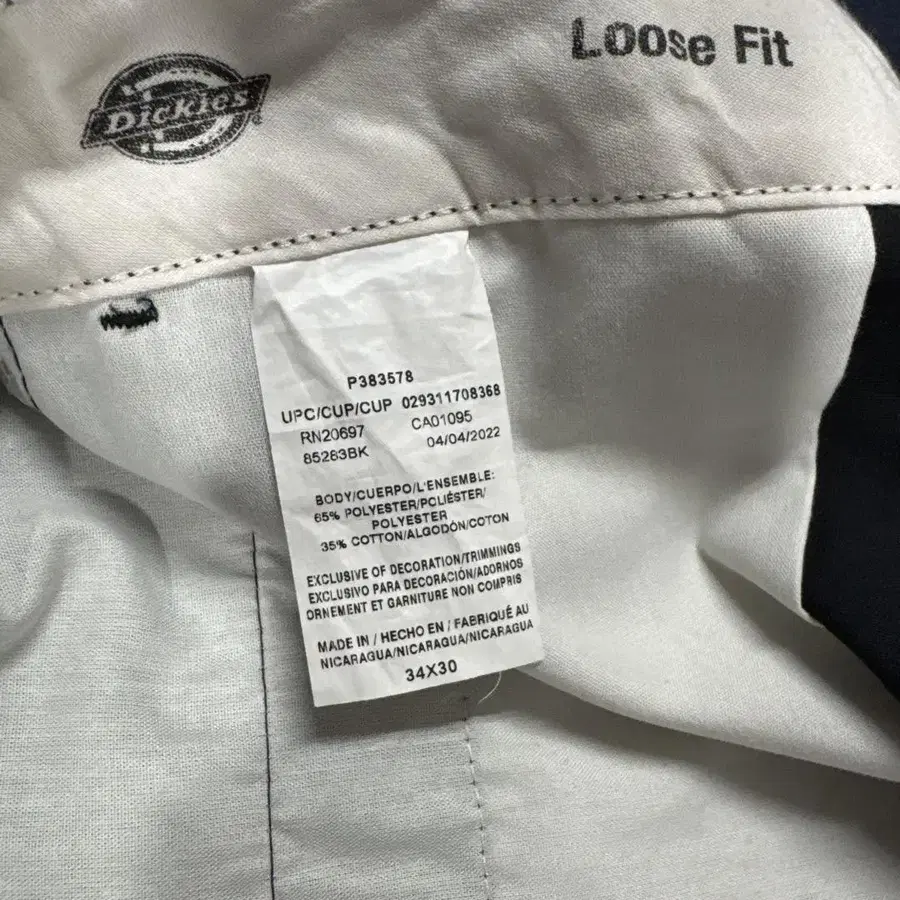 Dickies
Loose Fit
P383578
UPC/CUP/CUP 029311708368
RN20697 CA01095
85283BK 04/04/2022
BODY/CUERPO/L'ENSEMBLE:
65% POLYESTER/POLIÉSTER/
POLYESTER
35% COTTON/ALGODÓN/COTON
EXCLUSIVE OF DECORATION/TRIMMINGS
EXCLUSIVO PARA DECORACIÓN/ADORNOS
ORNEMENT ET GARNITURE NON COMPRIS
MADE IN / HECHO EN / FABRIQUÉ AU
NICARAGUA/NICARAGUA/NICARAGUA
34X30